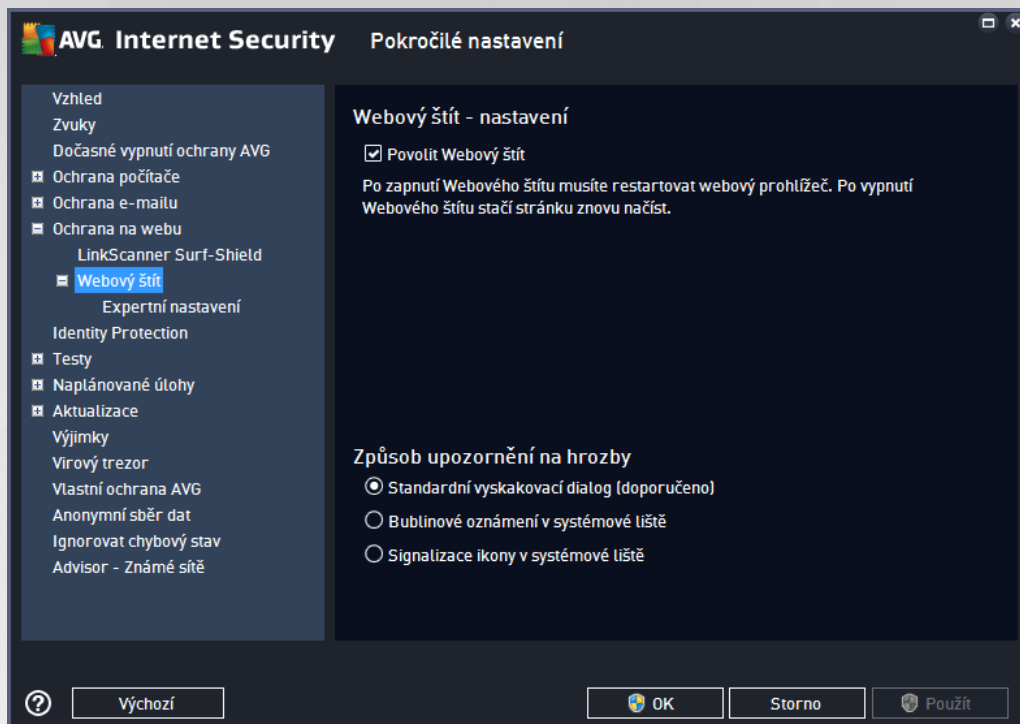 AVG. Internet Security Pokročilé nastavení
Vzhled
Zvuky
Dočasné vypnutí ochrany AVG
Ochrana počítače
Ochrana e-mailu
Ochrana na webu
LinkScanner Surf-Shield
Webový štít
Expertní nastavení
Identity Protection
Testy
Naplánované úlohy
Aktualizace
Výjimky
Virový trezor
Vlastní ochrana AVG
Anonymní sběr dat
Ignorovat chybový stav
Advisor - Známé sítě
Webový štít - nastavení
Povolit Webový štít
Po zapnutí Webového štítu musíte restartovat webový prohlížeč. Po vypnutí
Webového štítu stačí stránku znovu načíst.
Způsob upozornění na hrozby
Standardní vyskakovací dialog (doporučeno)
Bublinové oznámení v systémové liště
Signalizace ikony v systémové liště
? Výchozí OK Storno Použít